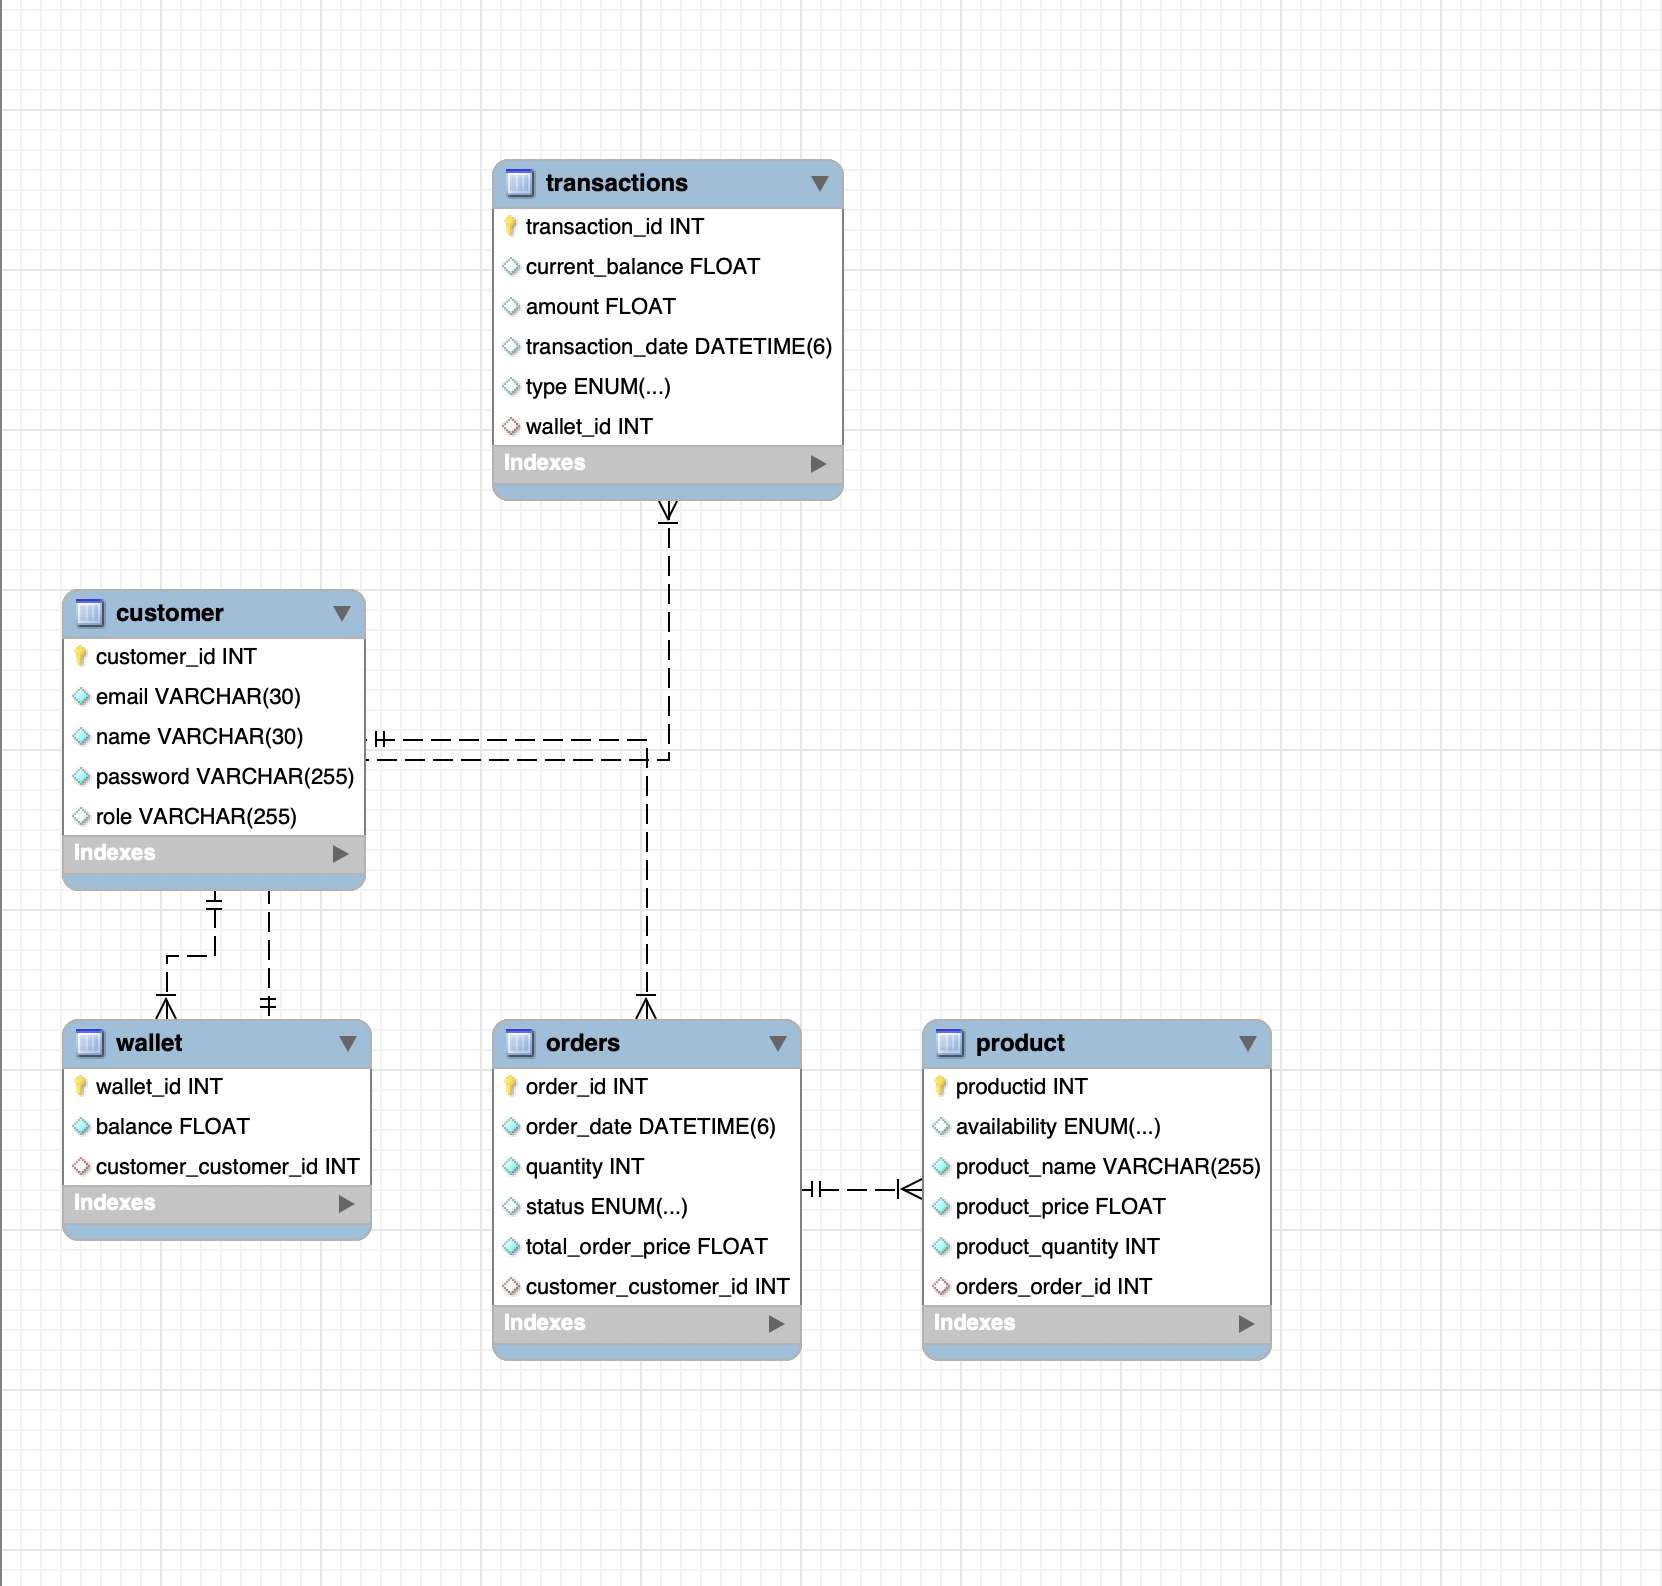 transactions
transaction_id INT
current_balance FLOAT
amount FLOAT
transaction_date DATETIME(6)
type ENUM(...)
wallet_id INT
Indexes
customer
customer_id INT
email VARCHAR(30)
name VARCHAR(30)
password VARCHAR(255)
role VARCHAR(255)
Indexes
wallet
wallet_id INT
balance FLOAT
customer_customer_id INT
Indexes
orders
order_id INT
order_date DATETIME(6)
quantity INT
status ENUM(...)
total_order_price FLOAT
customer_customer_id INT
Indexes
product
productid INT
availability ENUM(...)
product_name VARCHAR(255)
product_price FLOAT
product_quantity INT
orders_order_id INT
Indexes